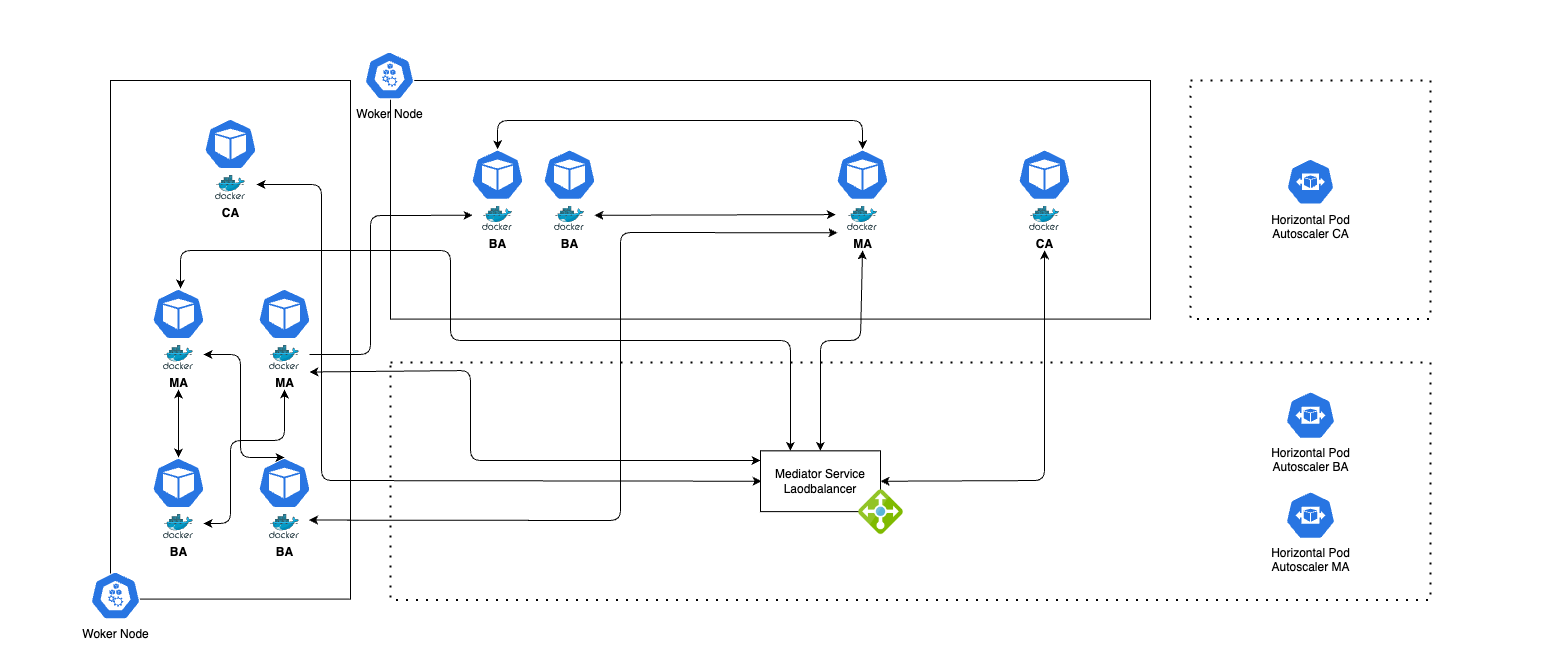 Woker Node
docker
CA
docker
BA
docker
BA
docker
MA
docker
CA
Horizontal Pod
Autoscaler CA
docker
MA
docker
MA
docker
BA
docker
BA
Mediator Service
Laodbalancer
Horizontal Pod
Autoscaler BA
Horizontal Pod
Autoscaler MA
Woker Node